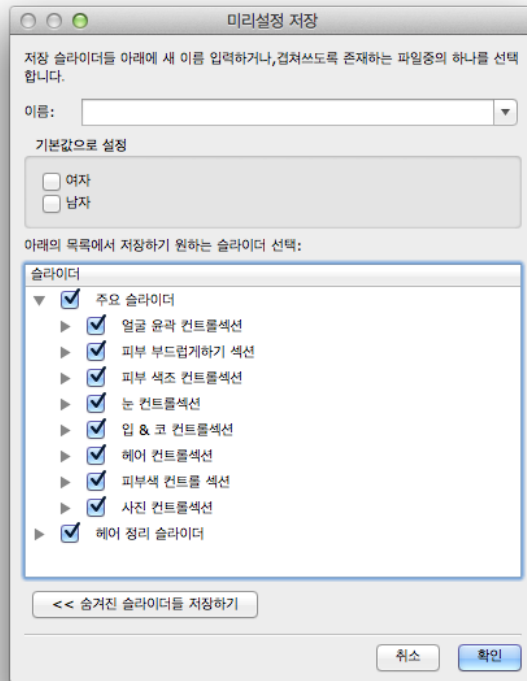 미리설정 저장
저장 슬라이더들 아래에 새 이름 입력하거나,겹쳐쓰도록 존재하는 파일중의 하나를 선택
합니다.
이름:
기본값으로 설정
여자
남자
아래의 목록에서 저장하기 원하는 슬라이더 선택:
슬라이더
주요 슬라이더
얼굴 윤곽 컨트롤섹션
피부 부드럽게하기 섹션
피부 색조 컨트롤섹션
눈 컨트롤섹션
입 & 코 컨트롤섹션
헤어 컨트롤섹션
피부색 컨트롤 섹션
사진 컨트롤섹션
헤어 정리 슬라이더
<< 숨겨진 슬라이더들 저장하기
취소 확인